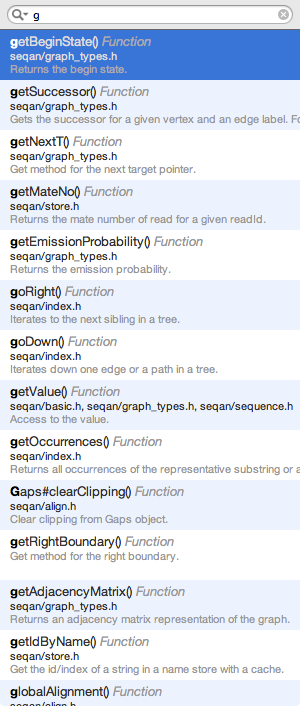 g
getBeginState() Function
seqan/graph_types.h
Returns the begin state.
getSuccessor() Function
seqan/graph_types.h
Gets the successor for a given vertex and an edge label. Fo
getNextT() Function
seqan/graph_types.h
Get method for the next target pointer.
getMateNo() Function
seqan/store.h
Returns the mate number of read for a given readId.
getEmissionProbability() Function
seqan/graph_types.h
Returns the emission probability.
goRight() Function
seqan/index.h
Iterates to the next sibling in a tree.
goDown() Function
seqan/index.h
Iterates down one edge or a path in a tree.
getValue() Function
seqan/basic.h, seqan/graph_types.h, seqan/sequence.h
Access to the value.
getOccurrences() Function
seqan/index.h
Returns all occurrences of the representative substring or a
Gaps#clearClipping() Function
seqan/align.h
Clear clipping from Gaps object.
getRightBoundary() Function
Get method for the right boundary.
getAdjacencyMatrix() Function
seqan/graph_types.h
Returns an adjacency matrix representation of the graph.
getIdByName() Function
seqan/store.h
Get the id/index of a string in a name store with a cache.
globalAlignment() Function
seqan/align.h